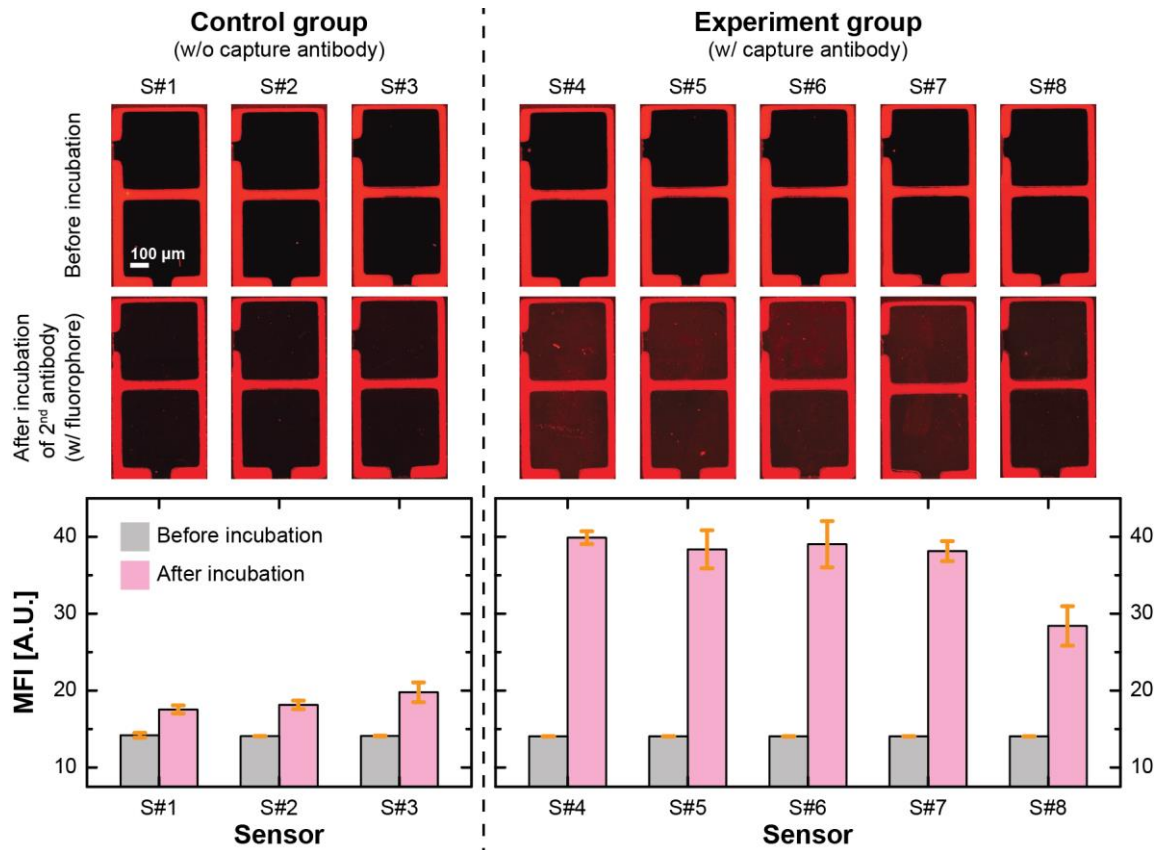 Control group
(w/o capture antibody)
Experiment group
(w/ capture antibody)
S#1 S#2 S#3 S#4 S#5 S#6 S#7 S#8
Before incubation
100 µm
After incubation
of 2nd antibody
(w/ fluorophore)
MFI [A.U.]
40
30
20
10
Before incubation
After incubation
40
30
20
10
S#1 S#2 S#3 S#4 S#5 S#6 S#7 S#8
Sensor Sensor